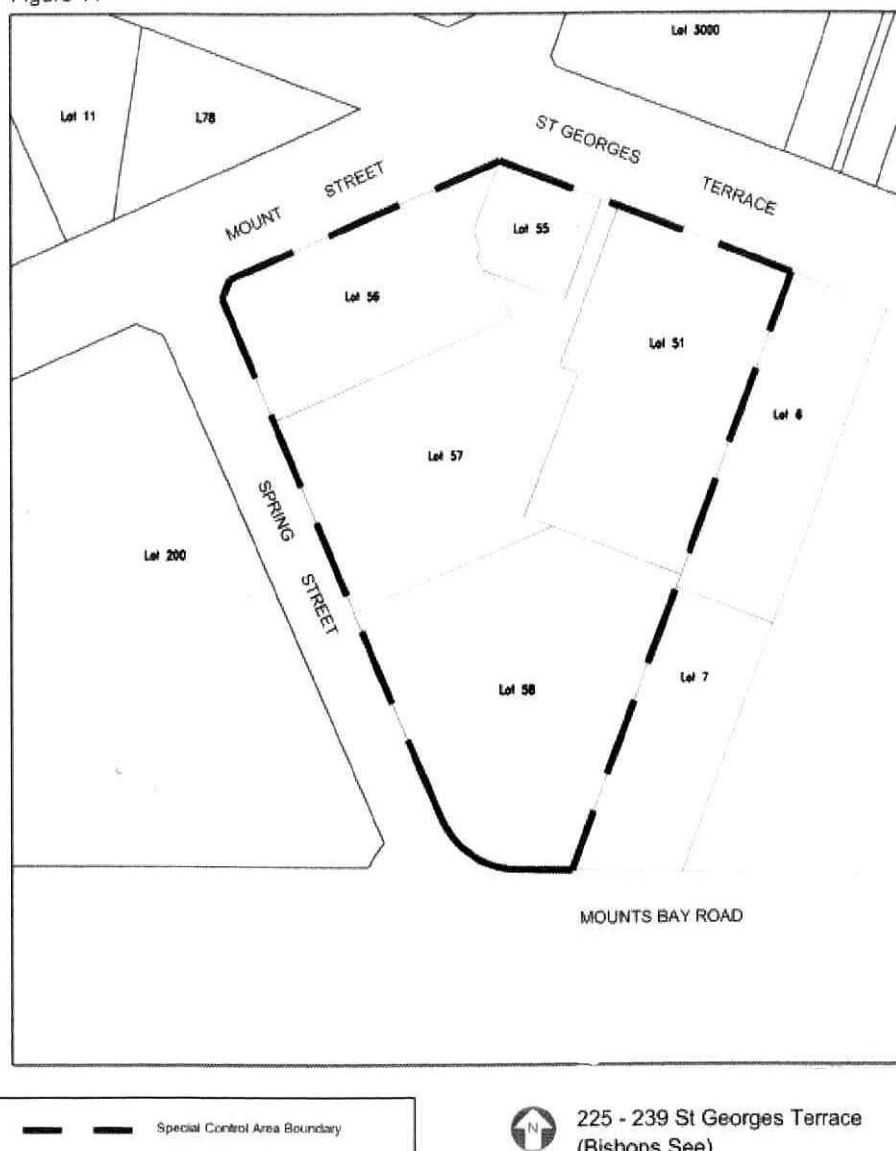 Lot 3000
Lot 11
L78
ST GEORGES TERRACE
MOUNT STREET
Lot 55
Lot 56
Lot 51
Lot 6
Lot 57
SPRING STREET
Lot 200
Lot 58
Lot 7
MOUNTS BAY ROAD
Special Control Area Boundary
N
225 - 239 St Georges Terrace
(Bishops See)